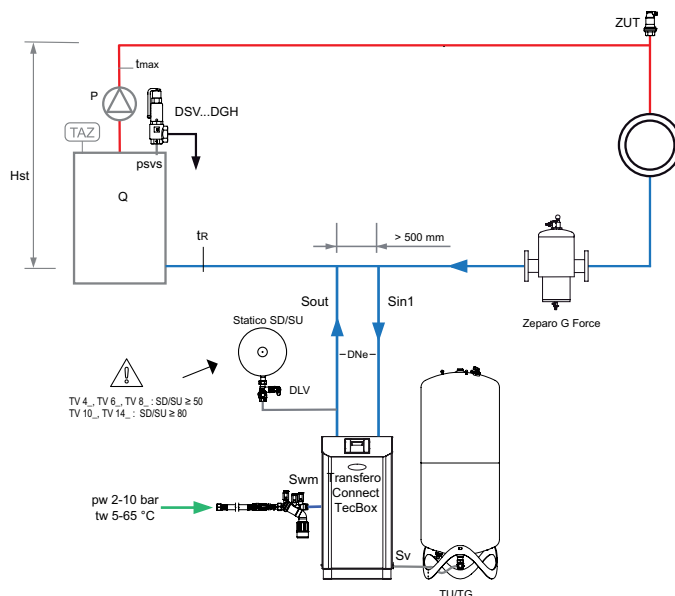 ZUT
tmax
P
DSV...DGH
TAZ
psvs
Hst
Q
tR
> 500 mm
Sout
Sin1
Zeparo G Force
Statico SD/SU
DNe
DLV
TV 4_, TV 6_, TV 8_ : SD/SU ≥ 50
TV 10_, TV 14_ : SD/SU ≥ 80
Swm
Transfero
Connect
TecBox
pw 2-10 bar
tw 5-65 °C
Sv
TU/TG